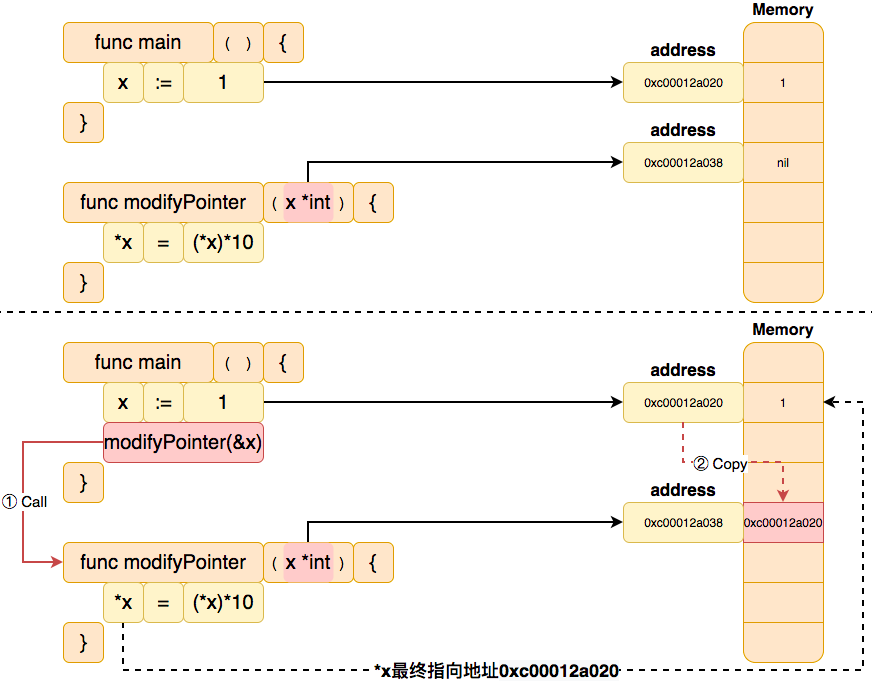 Memory
func main ( ) {
address
x := 1
0xc00012a020 1
}
address
0xc00012a038 nil
func modifyPointer ( x *int ) {
*x = (*x)*10
}
Memory
func main ( ) {
address
x := 1
0xc00012a020 1
modifyPointer(&x)
② Copy
}
address
① Call
0xc00012a038 0xc00012a020
func modifyPointer ( x *int ) {
*x = (*x)*10
}
*x最终指向地址0xc00012a020